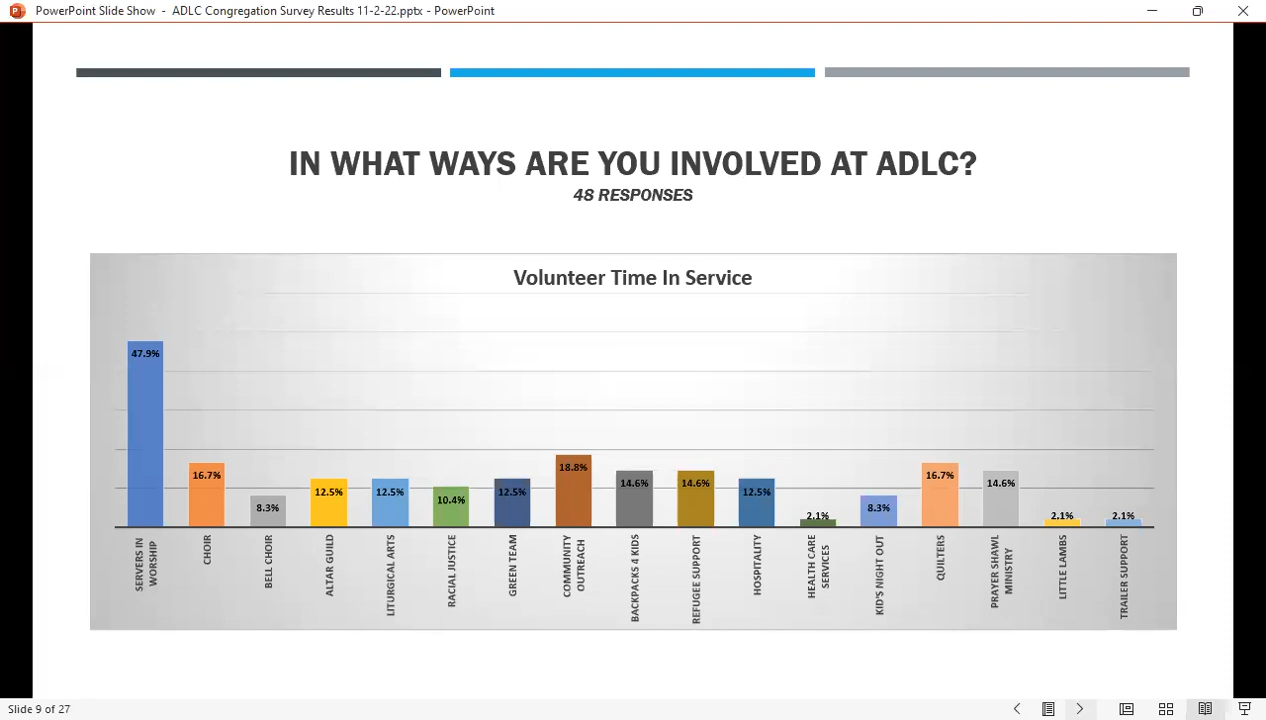 PowerPoint Slide Show - ADLC Congregation Survey Results 11-2-22.pptx - PowerPoint
IN WHAT WAYS ARE YOU INVOLVED AT ADLC?
48 RESPONSES
Volunteer Time In Service
47.9%
16.7%
8.3%
12.5%
12.5%
10.4%
12.5%
18.8%
14.6%
14.6%
12.5%
2.1%
8.3%
16.7%
14.6%
2.1%
2.1%
SERVERS IN
WORSHIP
CHOIR
BELL CHOIR
ALTAR GUILD
LITURGICAL ARTS
RACIAL JUSTICE
GREEN TEAM
COMMUNITY
OUTREACH
BACKPACKS 4 KIDS
REFUGEE SUPPORT
HOSPITALITY
HEALTH CARE
SERVICES
KID'S NIGHT OUT
QUILTERS
PRAYER SHAWL
MINISTRY
LITTLE LAMBS
TRAILER SUPPORT
Slide 9 of 27